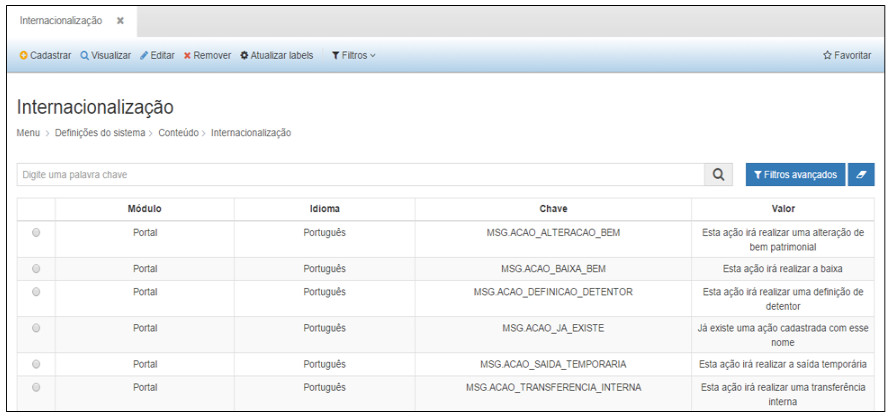 Internacionalização ×
Cadastrar Visualizar Editar Remover Atualizar labels Filtros Favoritar
Internacionalização
Menu > Definições do sistema > Conteúdo > Internacionalização
Digite uma palavra chave Filtros avançados
Módulo Idioma Chave Valor
Portal Português MSG.ACAO_ALTERACAO_BEM Esta ação irá realizar uma alteração de
bem patrimonial
Portal Português MSG.ACAO_BAIXA_BEM Esta ação irá realizar a baixa
Portal Português MSG.ACAO_DEFINICAO_DETENTOR Esta ação irá realizar uma definição de
detentor
Portal Português MSG.ACAO_JA_EXISTE Já existe uma ação cadastrada com esse
nome
Portal Português MSG.ACAO_SAIDA_TEMPORARIA Esta ação irá realizar a saída temporária
Portal Português MSG.ACAO_TRANSFERENCIA_INTERNA Esta ação irá realizar uma transferência
interna